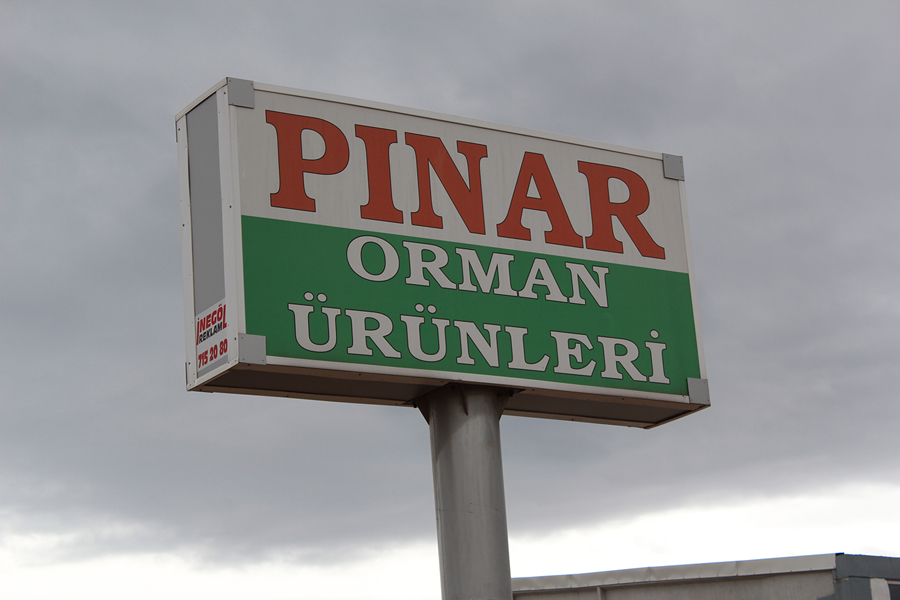 PINAR
ORMAN
ÜRÜNLERİ
İNEGÖL
REKLAM
715 20 80